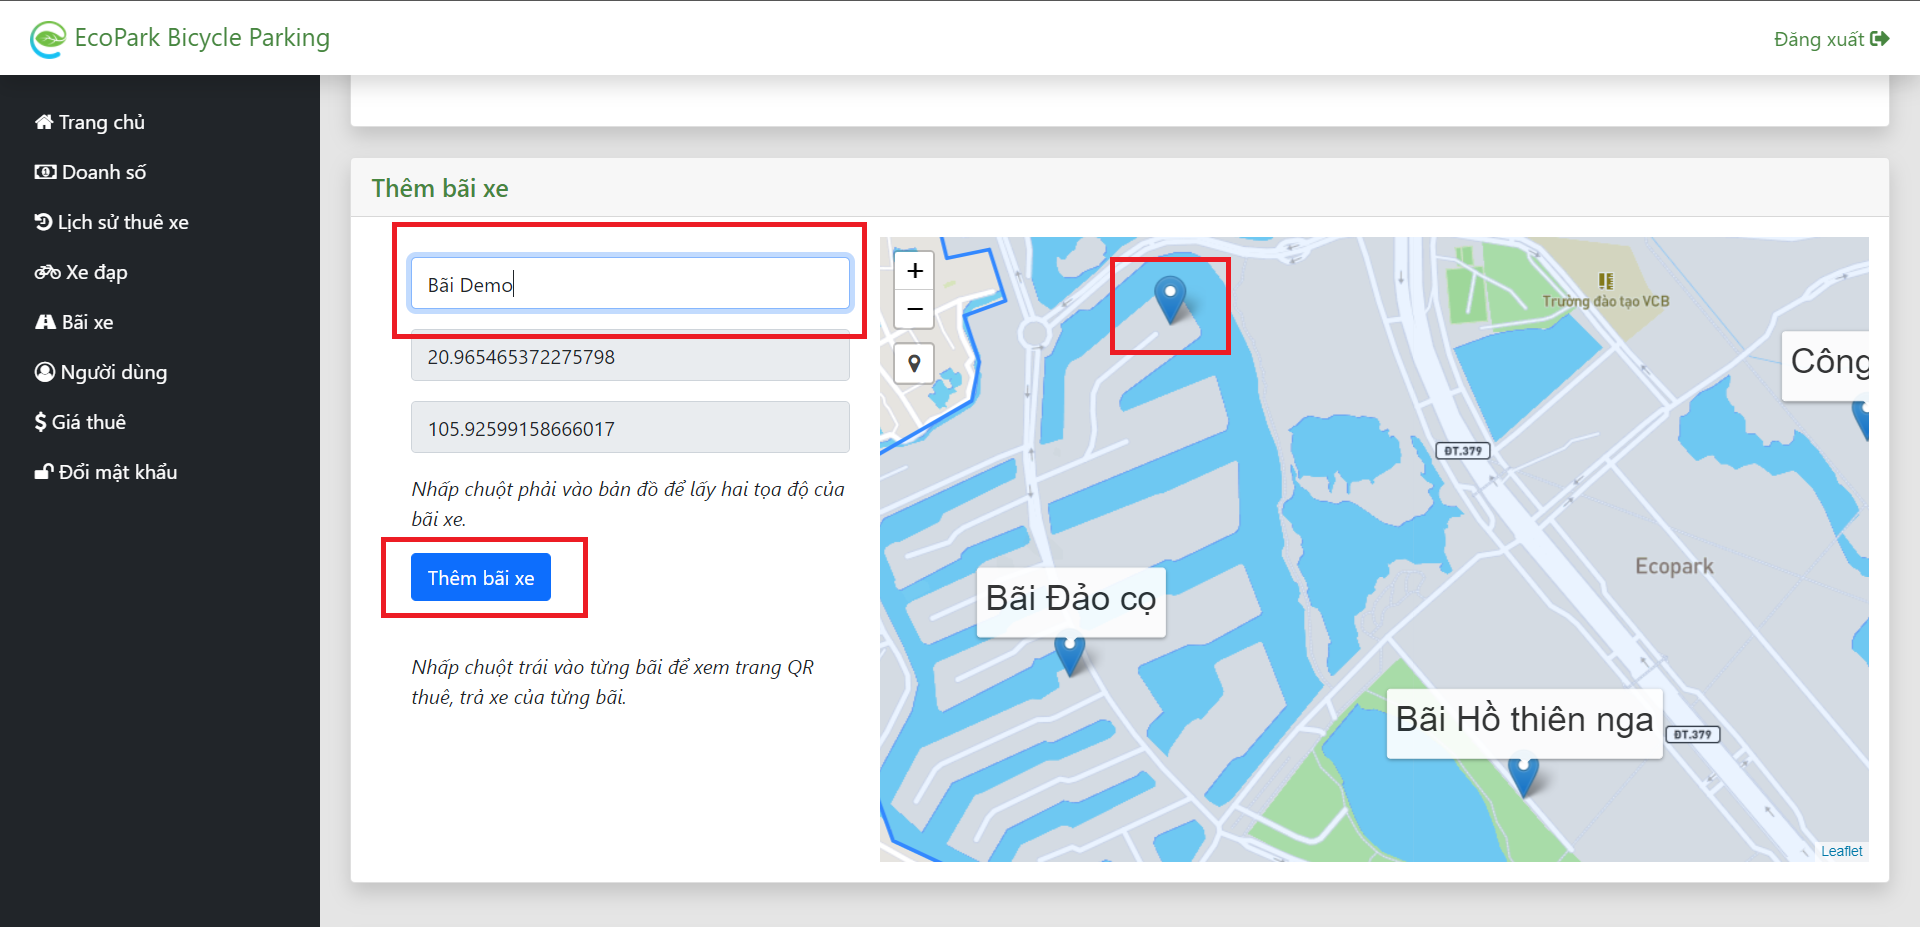 EcoPark Bicycle Parking
Đăng xuất
Trang chủ
Doanh số
Lịch sử thuê xe
Xe đạp
Bãi xe
Người dùng
Giá thuê
Đổi mật khẩu
Thêm bãi xe
Bãi Demo
20.965465372275798
105.92599158666017
Nhấp chuột phải vào bản đồ để lấy hai tọa độ của
bãi xe.
Thêm bãi xe
Nhấp chuột trái vào từng bãi để xem trang QR
thuê, trả xe của từng bãi.
+
−
Trường đào tạo VCB
Công
ĐT.379
Ecopark
Bãi Đảo cọ
Bãi Hồ thiên nga
ĐT.379
Leaflet